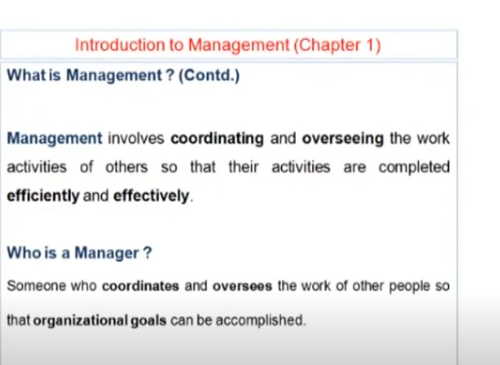 Introduction to Management (Chapter 1)
What is Management ? (Contd.)
Management involves coordinating and overseeing the work
activities of others so that their activities are completed
efficiently and effectively.
Who is a Manager ?
Someone who coordinates and oversees the work of other people so
that organizational goals can be accomplished.